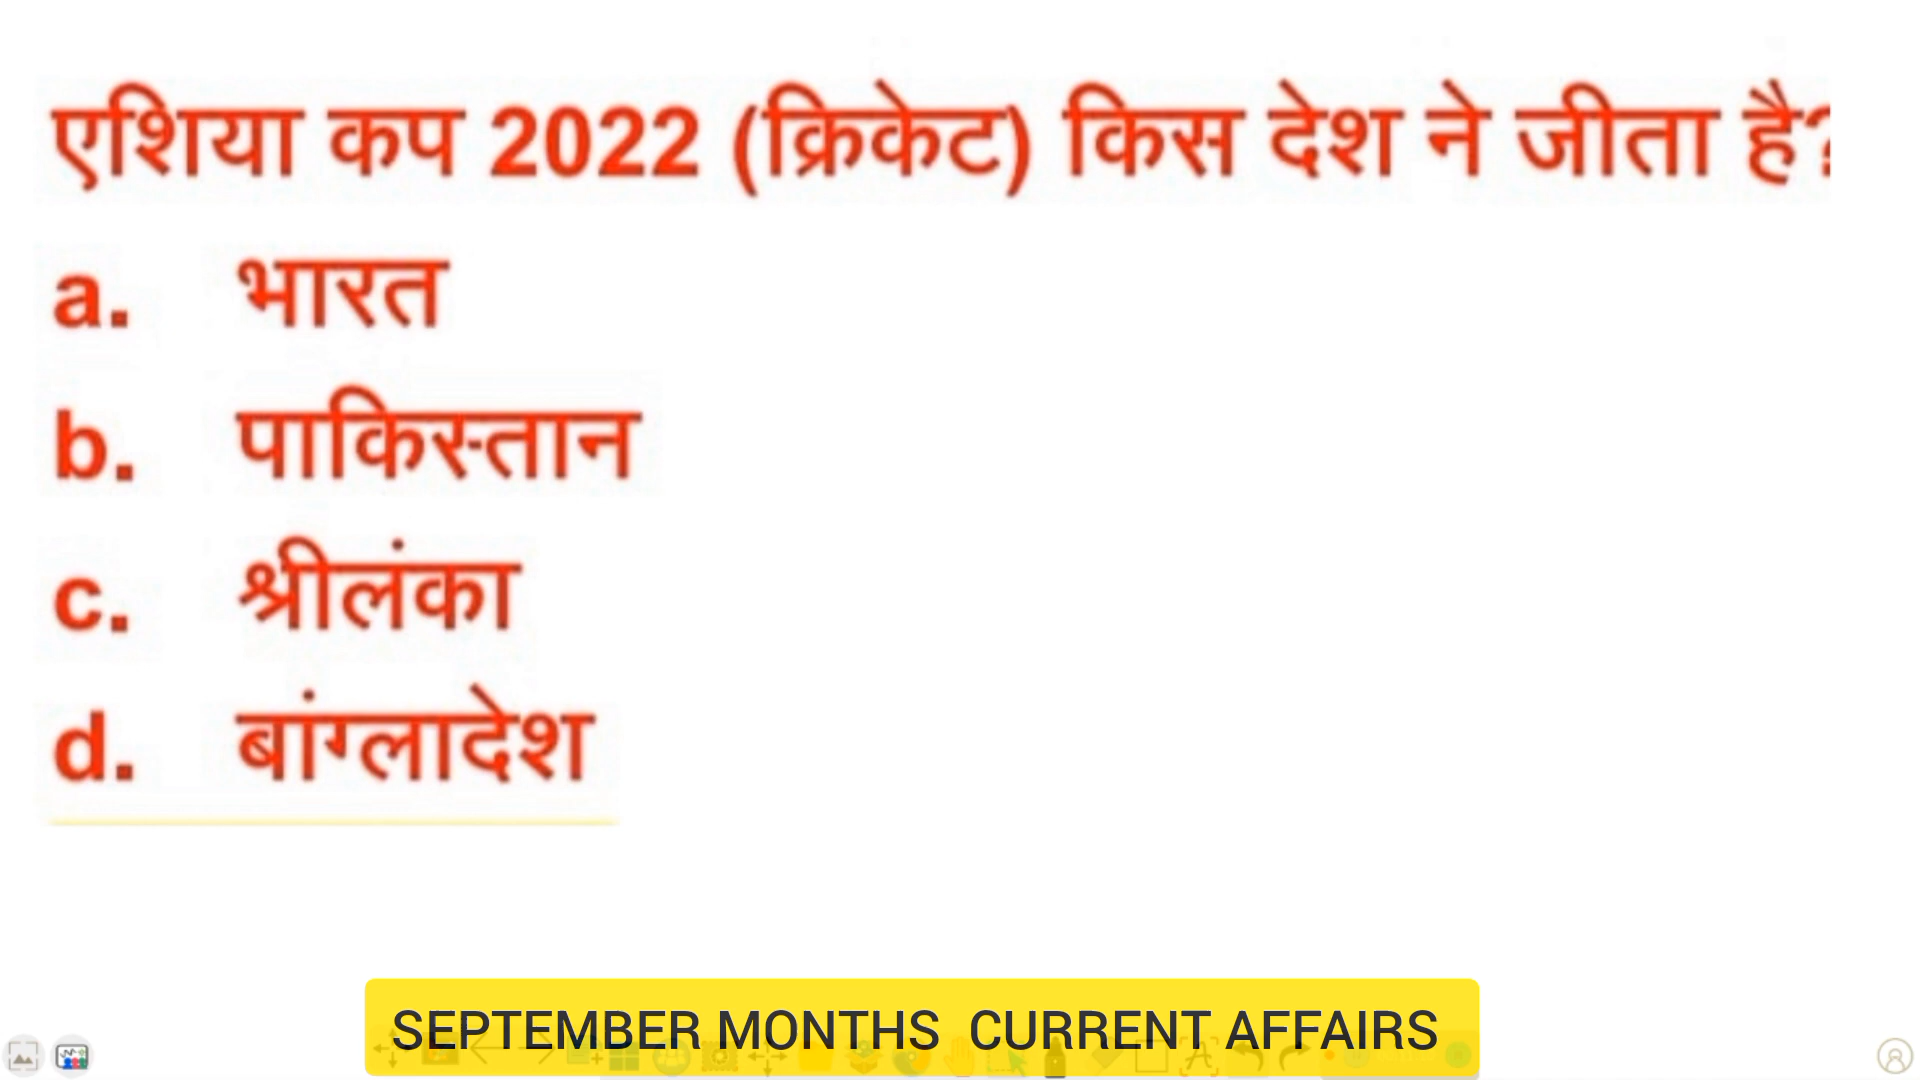 एशिया कप 2022 (क्रिकेट) किस देश ने जीता है?
a. भारत
b. पाकिस्तान
c. श्रीलंका
d. बांग्लादेश
SEPTEMBER MONTHS CURRENT AFFAIRS